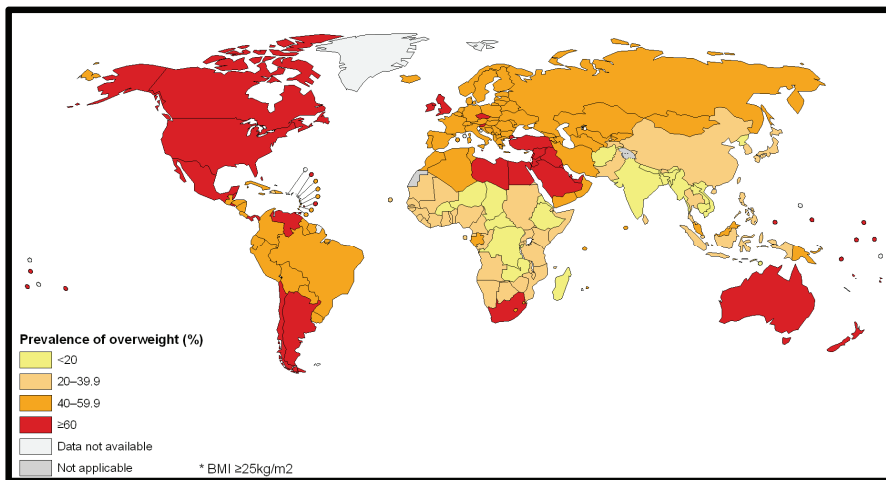 Prevalence of overweight (%)
<20
20–39.9
40–59.9
≥60
Data not available
Not applicable
* BMI ≥25kg/m2